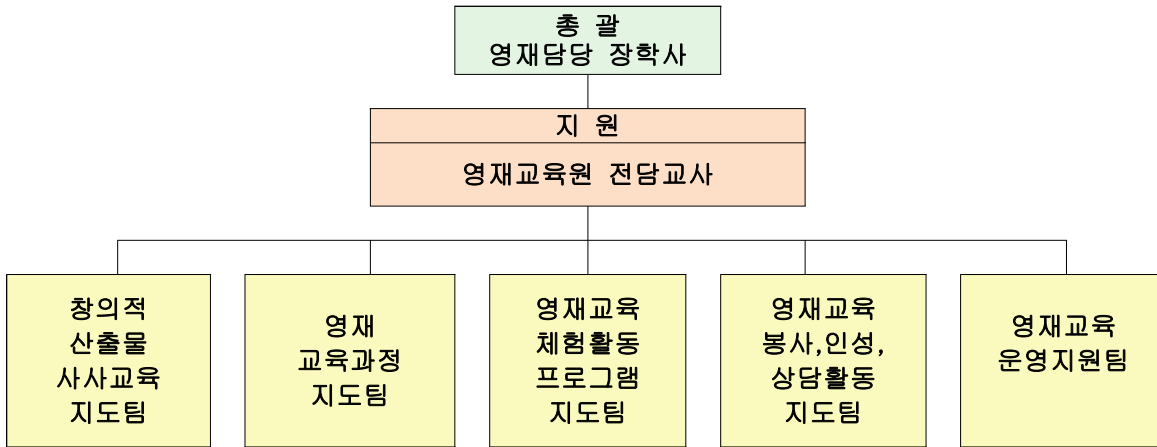 총 괄
영재담당 장학사
지 원
영재교육원 전담교사
창의적
산출물
사사교육
지도팀
영재
교육과정
지도팀
영재교육
체험활동
프로그램
지도팀
영재교육
봉사,인성,
상담활동
지도팀
영재교육
운영지원팀